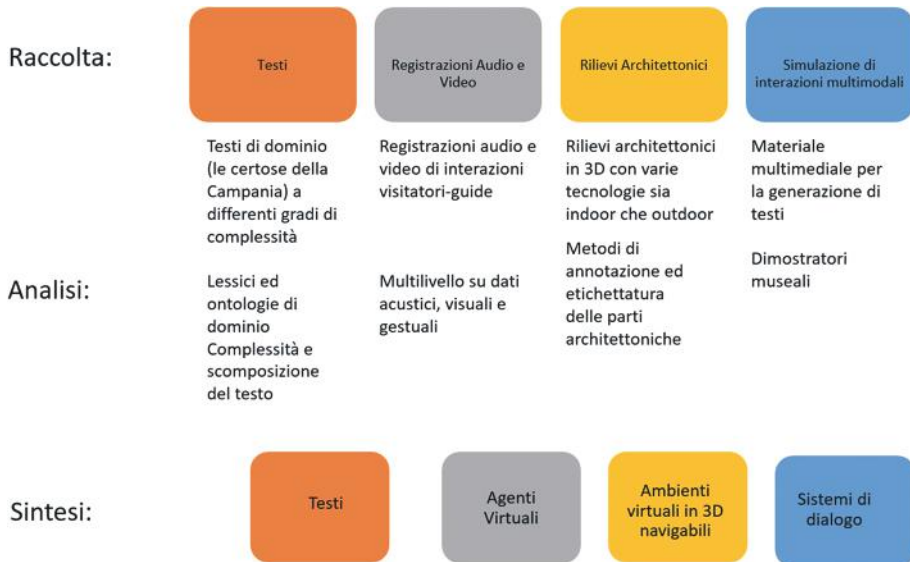 Raccolta:
Testi
Registrazioni Audio e
Video
Rilievi Architettonici
Simulazione di
interazioni multimodali
Testi di dominio
(le certose della
Campania) a
differenti gradi di
complessità
Registrazioni audio e
video di interazioni
visitatori-guide
Rilievi architettonici
in 3D con varie
tecnologie sia
indoor che outdoor
Materiale
multimediale per
la generazione di
testi
Analisi:
Lessici ed
ontologie di
dominio
Complessità e
scomposizione
del testo
Multilivello su dati
acustici, visuali e
gestuali
Metodi di
annotazione ed
etichettatura
delle parti
architettoniche
Dimostratori
museali
Sintesi:
Testi
Agenti
Virtuali
Ambienti
virtuali in 3D
navigabili
Sistemi di
dialogo